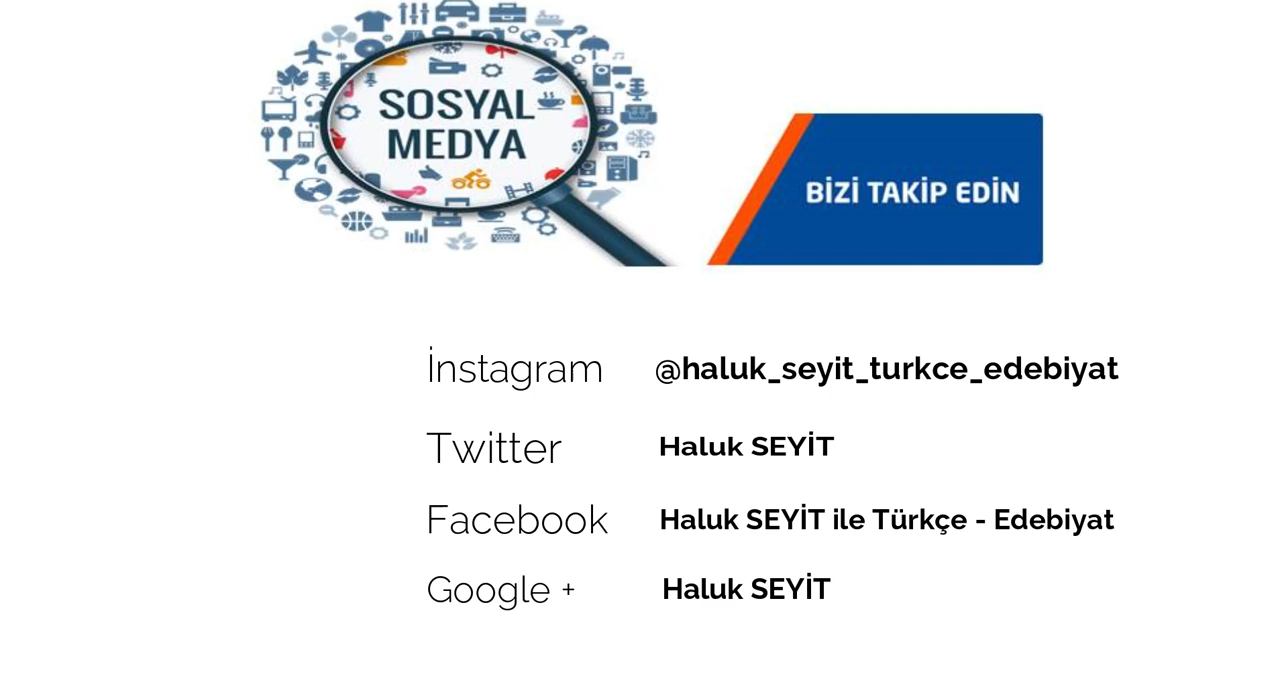 SOSYAL
MEDYA
BİZİ TAKİP EDİN
İnstagram @haluk_seyit_turkce_edebiyat
Twitter Haluk SEYİT
Facebook Haluk SEYİT ile Türkçe - Edebiyat
Google + Haluk SEYİT